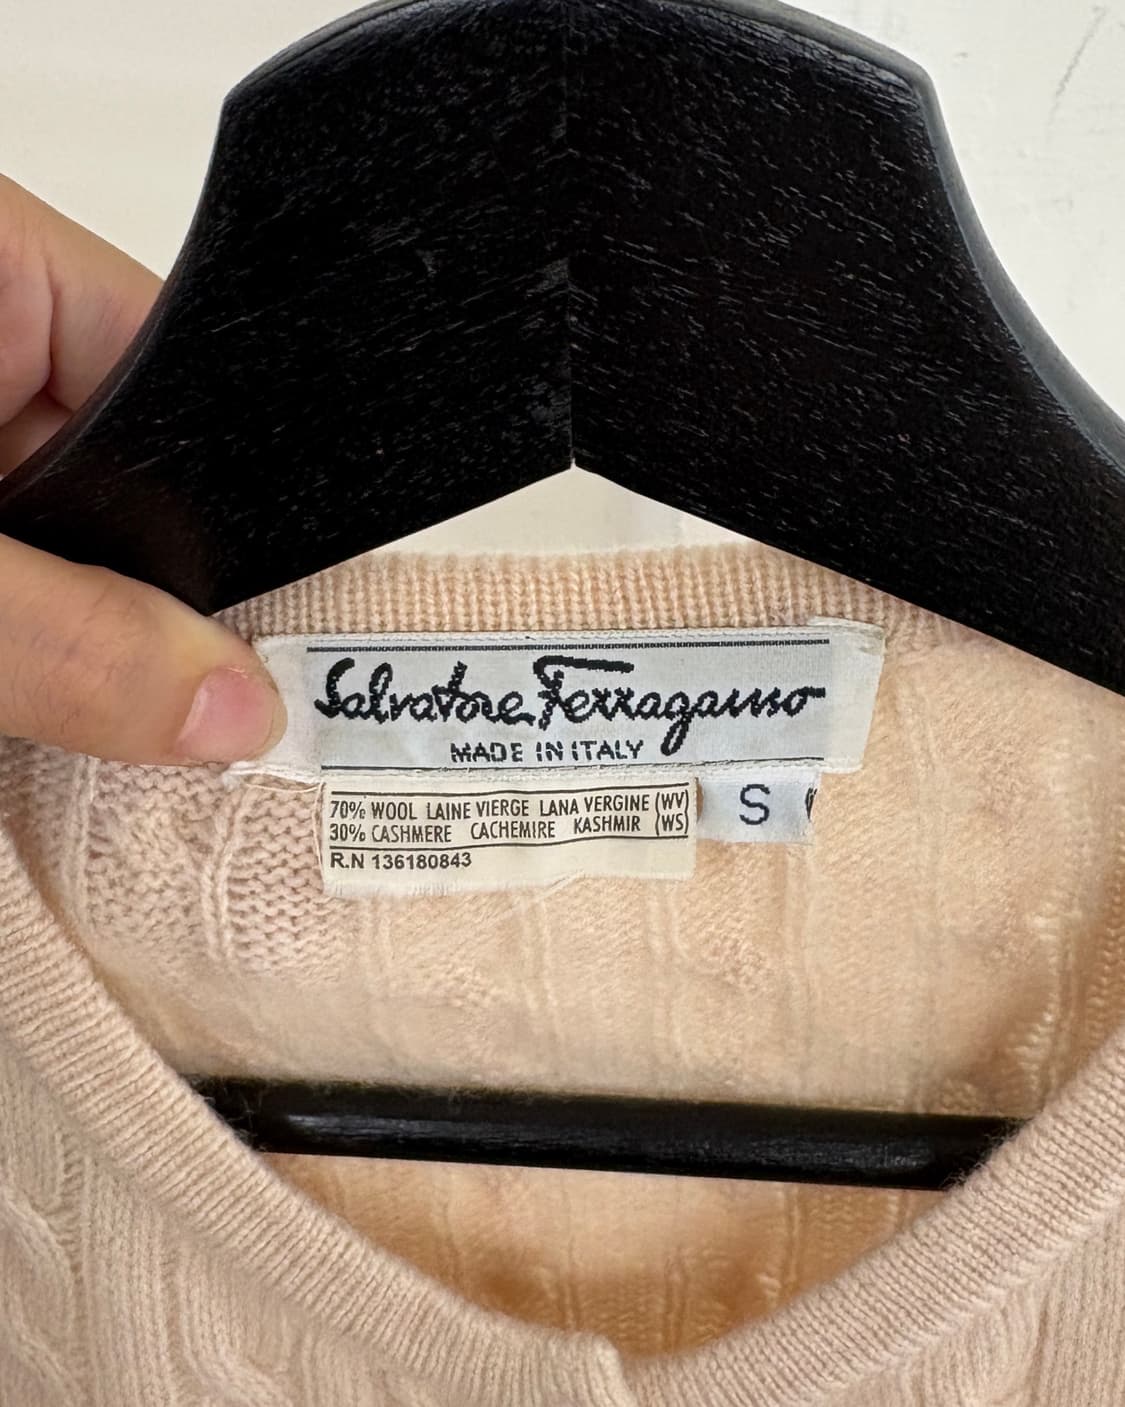 Salvatore Ferragamo
MADE IN ITALY
70% WOOL LAINE VIERGE LANA VERGINE (WV)
30% CASHMERE CACHEMIRE KASHMIR (WS)
R.N 136180843
S